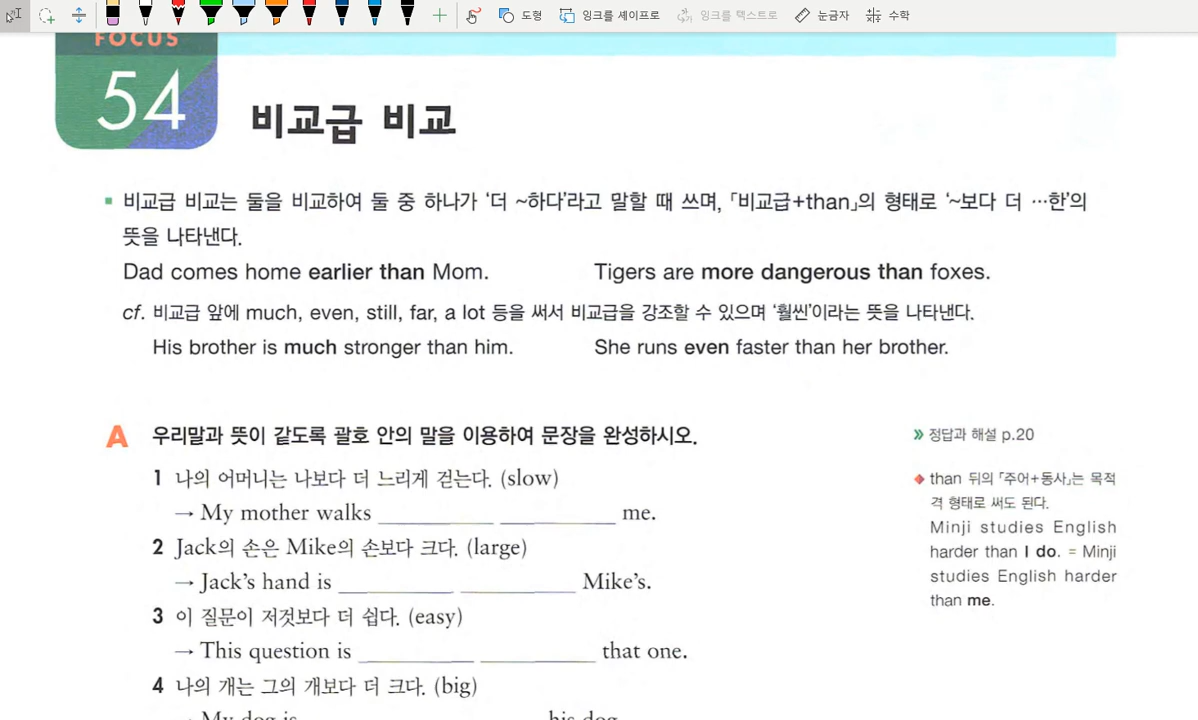 도형
잉크를 셰이프로
잉크를 텍스트로
눈금자
수학
FOCUS
54
비교급 비교
비교급 비교는 둘을 비교하여 둘 중 하나가 ‘더 ~하다’라고 말할 때 쓰며, 「비교급+than」의 형태로 ‘~보다 더 …한’의
뜻을 나타낸다.
Dad comes home earlier than Mom.
Tigers are more dangerous than foxes.
cf. 비교급 앞에 much, even, still, far, a lot 등을 써서 비교급을 강조할 수 있으며 ‘훨씬’이라는 뜻을 나타낸다.
His brother is much stronger than him.
She runs even faster than her brother.
A 우리말과 뜻이 같도록 괄호 안의 말을 이용하여 문장을 완성하시오.
1 나의 어머니는 나보다 더 느리게 걷는다. (slow)
→ My mother walks ________ ________ me.
2 Jack의 손은 Mike의 손보다 크다. (large)
→ Jack’s hand is ________ ________ Mike’s.
3 이 질문이 저것보다 더 쉽다. (easy)
→ This question is ________ ________ that one.
4 나의 개는 그의 개보다 더 크다. (big)
→ My dog is ________ ________ his dog.
» 정답과 해설 p.20
than 뒤의 「주어+동사」는 목적
격 형태로 써도 된다.
Minji studies English
harder than I do. = Minji
studies English harder
than me.